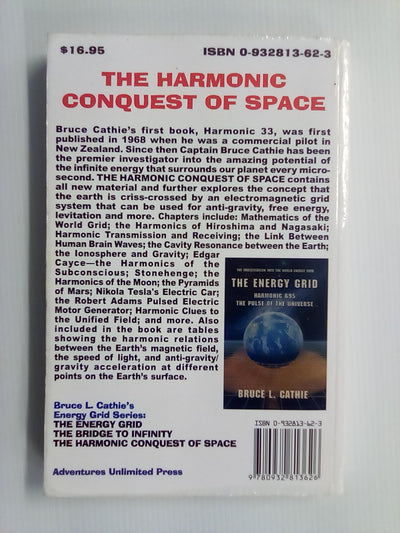 $16.95 ISBN 0-932813-62-3
THE HARMONIC
CONQUEST OF SPACE
Bruce Cathie's first book, Harmonic 33, was first
published in 1968 when he was a commercial pilot in
New Zealand. Since then Captain Bruce Cathie has been
the premier investigator into the amazing potential of
the infinite energy that surrounds our planet every micro-
second. THE HARMONIC CONQUEST OF SPACE contains
all new material and further explores the concept that
the earth is criss-crossed by an electromagnetic grid
system that can be used for anti-gravity, free energy,
levitation and more. Chapters include: Mathematics of the
World Grid; the Harmonics of Hiroshima and Nagasaki;
Harmonic Transmission and Receiving; the Link Between
Human Brain Waves; the Cavity Resonance between the Earth;
the Ionosphere and Gravity; Edgar
Cayce—the Harmonics of the
Subconscious; Stonehenge; the
Harmonics of the Moon; the Pyramids
of Mars; Nikola Tesla's Electric Car;
the Robert Adams Pulsed Electric
Motor Generator; Harmonic Clues to
the Unified Field; and more. Also
included in the book are tables
showing the harmonic relations
between the Earth's magnetic field,
the speed of light, and anti-gravity/
gravity acceleration at different
points on the Earth's surface.
THE INVESTIGATION INTO THE WORLD ENERGY GRID
THE ENERGY GRID
HARMONIC 695
THE PULSE OF THE UNIVERSE
BRUCE L. CATHIE
Bruce L. Cathie's
Energy Grid Series:
THE ENERGY GRID
THE BRIDGE TO INFINITY
THE HARMONIC CONQUEST OF SPACE
Adventures Unlimited Press
ISBN 0-932813-62-3
9 780932 813626